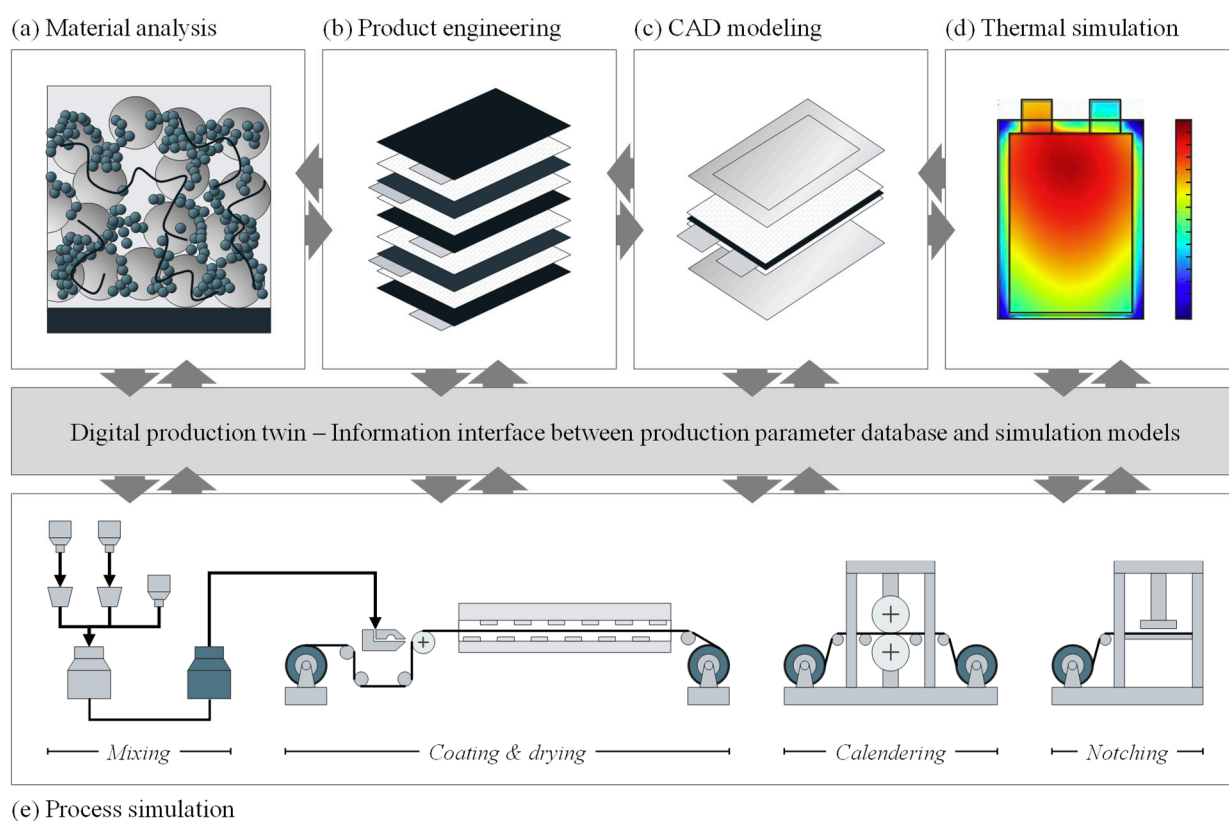 (a) Material analysis
(b) Product engineering
(c) CAD modeling
(d) Thermal simulation
Digital production twin – Information interface between production parameter database and simulation models
Mixing
Coating & drying
Calendering
Notching
(e) Process simulation